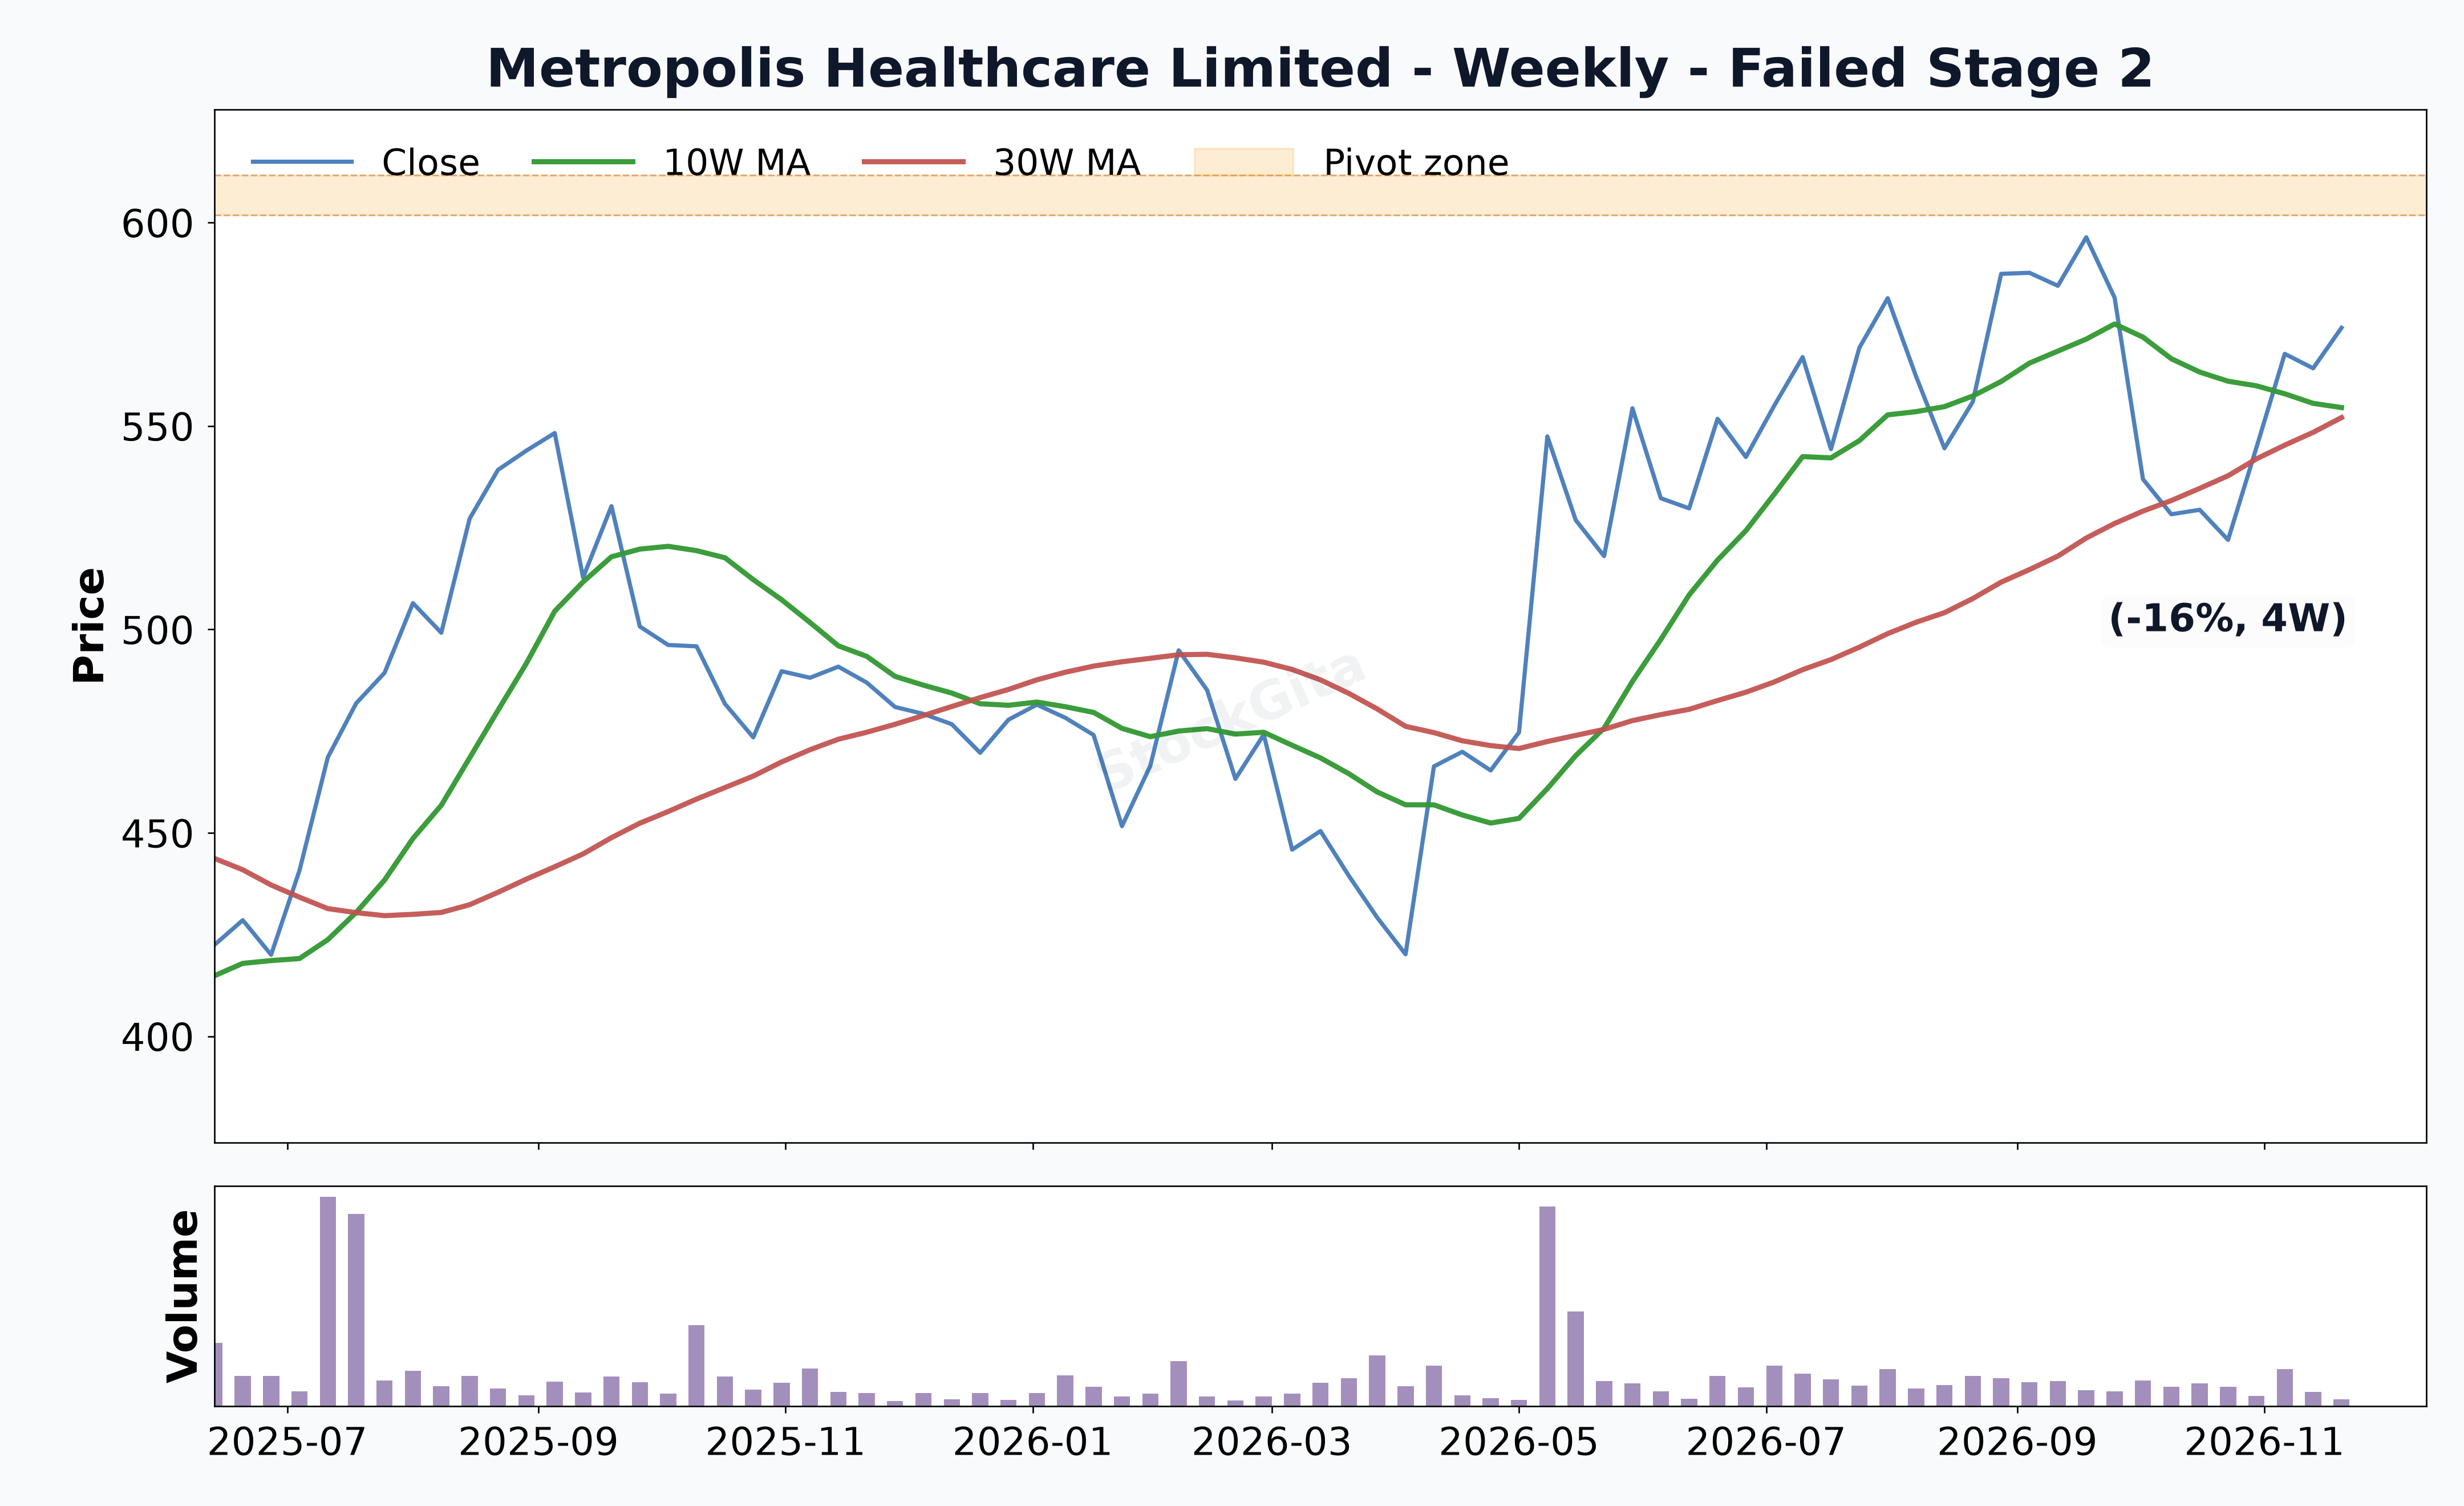 Metropolis Healthcare Limited - Weekly - Failed Stage 2
Close 10W MA 30W MA Pivot zone
600
550
500
450
400
Price
(-16%, 4W)
StockGita
Volume
2025-07 2025-09 2025-11 2026-01 2026-03 2026-05 2026-07 2026-09 2026-11